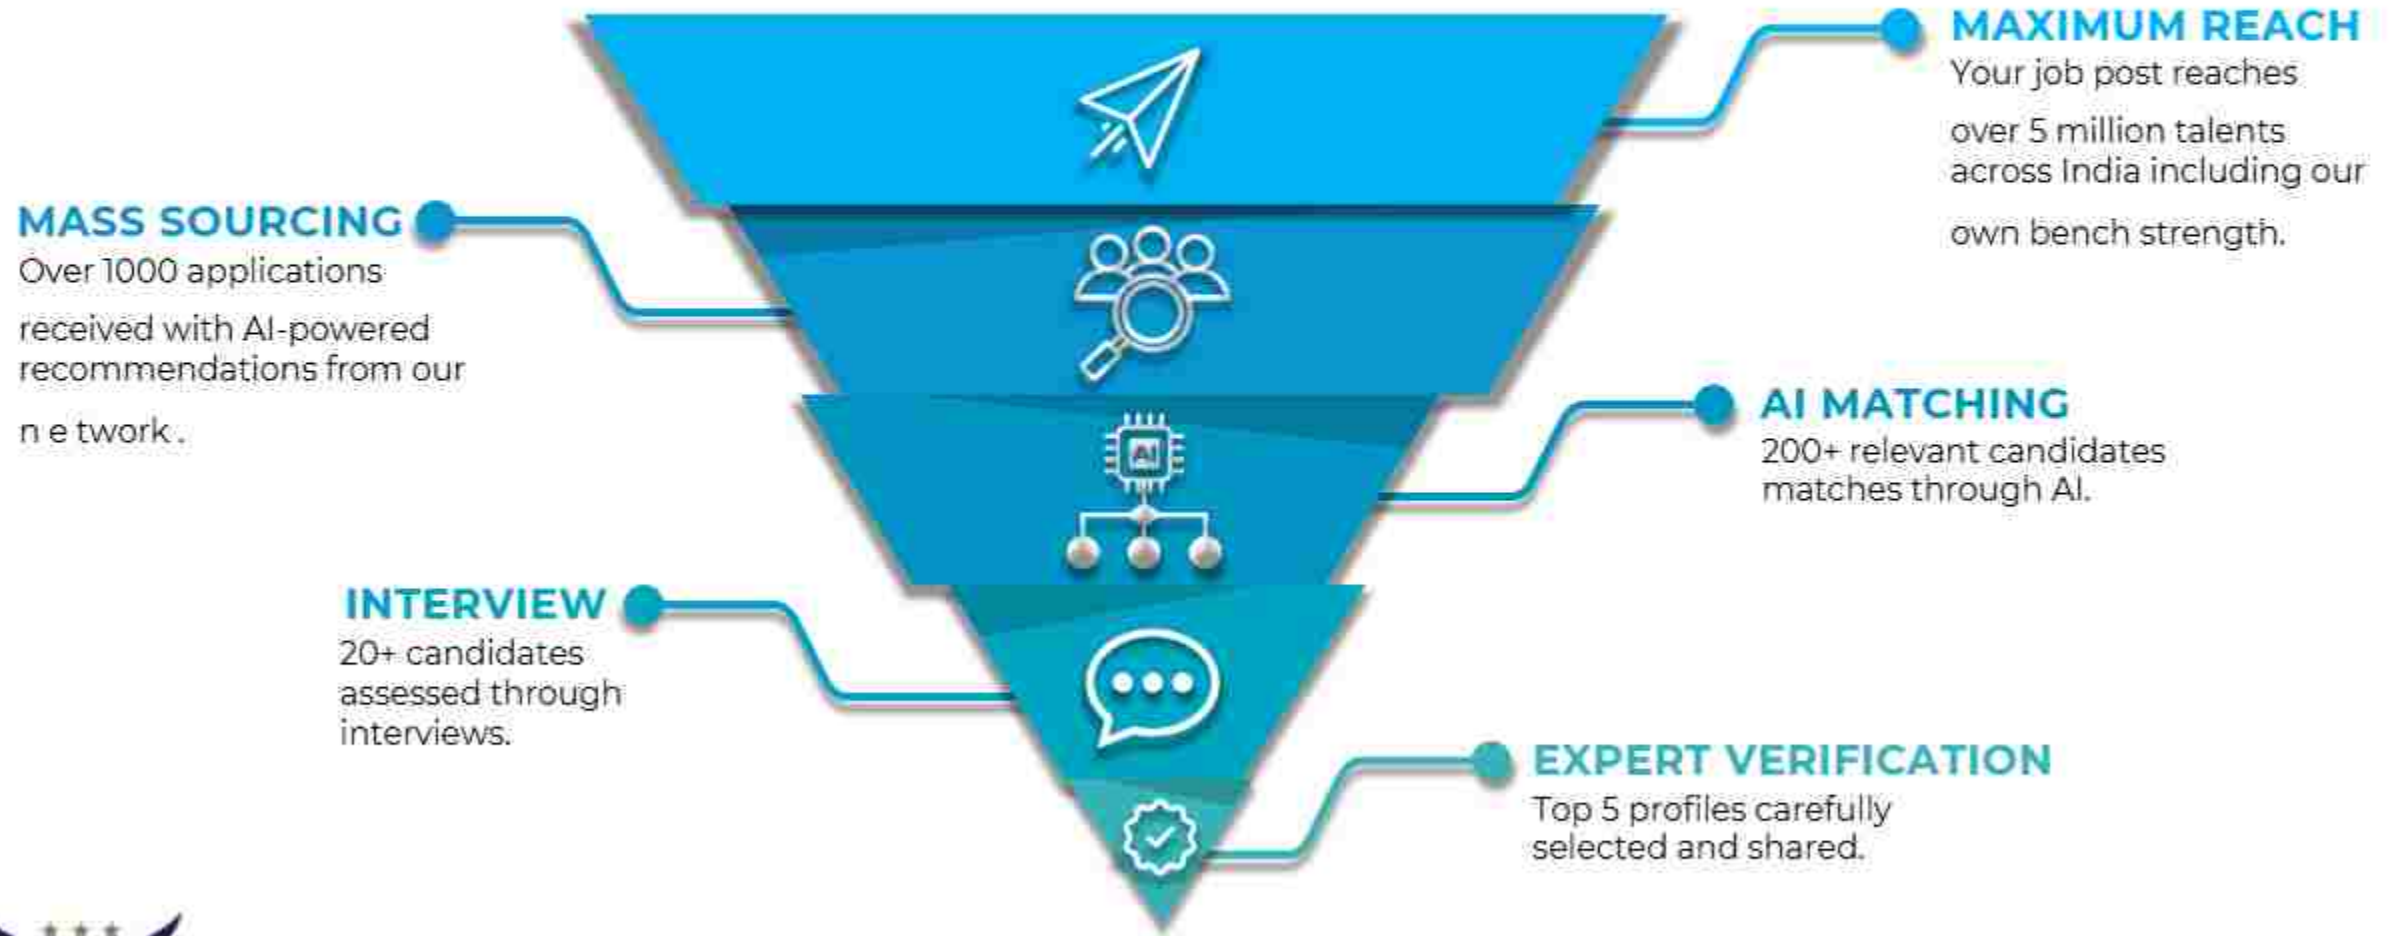 MAXIMUM REACH
Your job post reaches
over 5 million talents
across India including our
own bench strength.
MASS SOURCING
Over 1000 applications
received with AI-powered
recommendations from our
n e twork .
AI
AI MATCHING
200+ relevant candidates
matches through AI.
INTERVIEW
20+ candidates
assessed through
interviews.
EXPERT VERIFICATION
Top 5 profiles carefully
selected and shared.